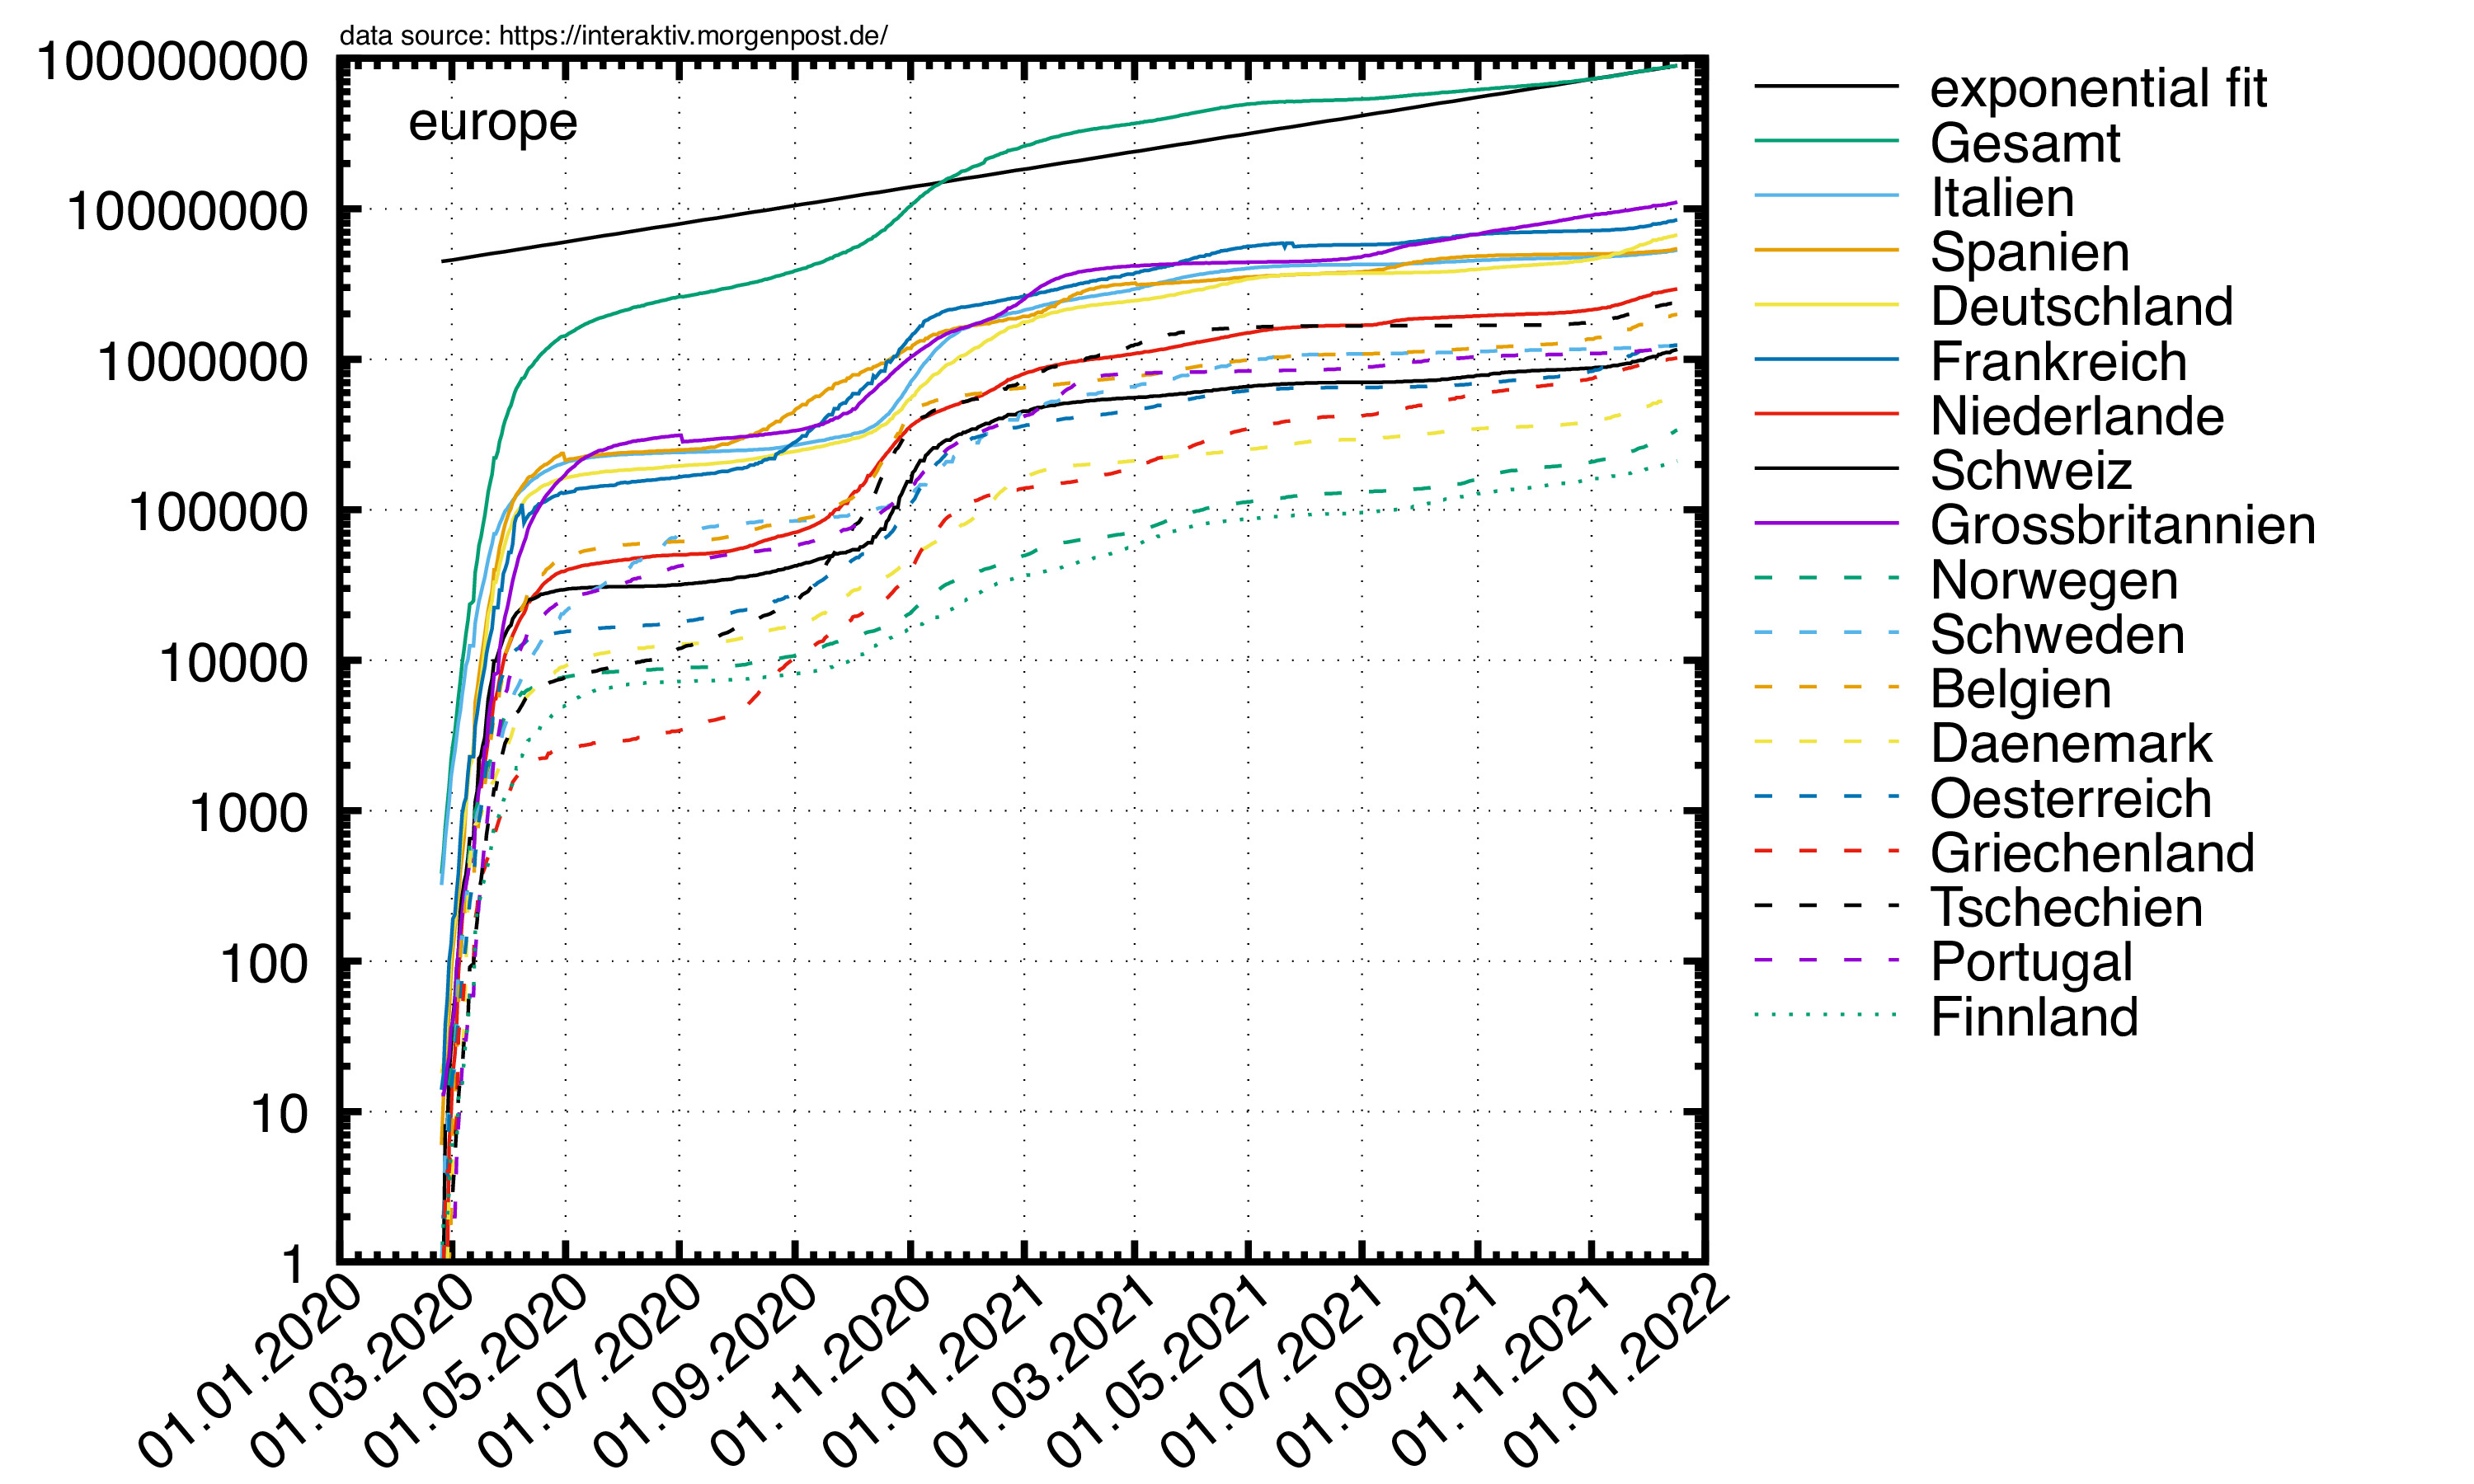 data source: https://interaktiv.morgenpost.de/
europe
100000000
10000000
1000000
100000
10000
1000
100
10
1
01.01.2020
01.03.2020
01.05.2020
01.07.2020
01.09.2020
01.11.2020
01.01.2021
01.03.2021
01.05.2021
01.07.2021
01.09.2021
01.11.2021
01.01.2022
exponential fit
Gesamt
Italien
Spanien
Deutschland
Frankreich
Niederlande
Schweiz
Grossbritannien
Norwegen
Schweden
Belgien
Daenemark
Oesterreich
Griechenland
Tschechien
Portugal
Finnland